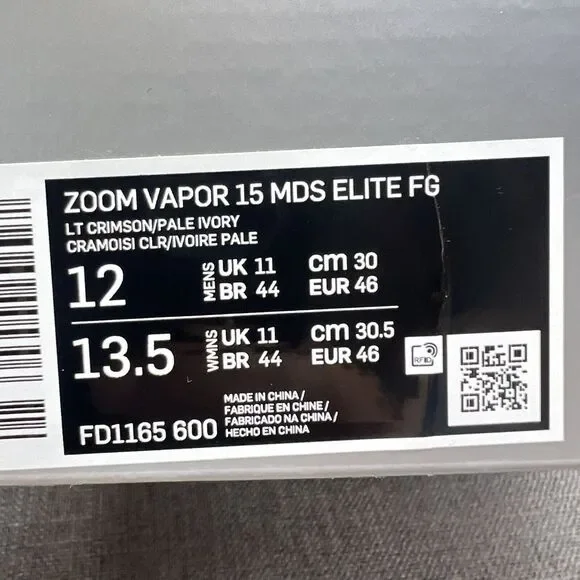 ZOOM VAPOR 15 MDS ELITE FG
LT CRIMSON/PALE IVORY
CRAMOISI CLR/IVOIRE PALE
12 MENS UK 11 cm 30
BR 44 EUR 46
13.5 WMNS UK 11 cm 30.5
BR 44 EUR 46
RFID
FD1165 600
MADE IN CHINA /
FABRIQUE EN CHINE /
FABRICADO NA CHINA /
HECHO EN CHINA